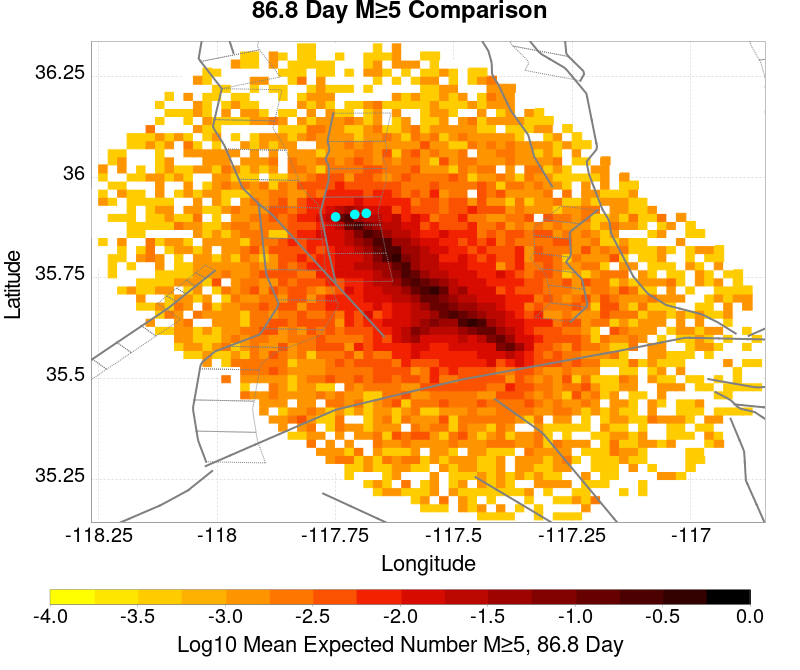 86.8 Day M≥5 Comparison
36.25
36
35.75
35.5
35.25
Latitude
-118.25 -118 -117.75 -117.5 -117.25 -117
Longitude
-4.0 -3.5 -3.0 -2.5 -2.0 -1.5 -1.0 -0.5 0.0
Log10 Mean Expected Number M≥5, 86.8 Day